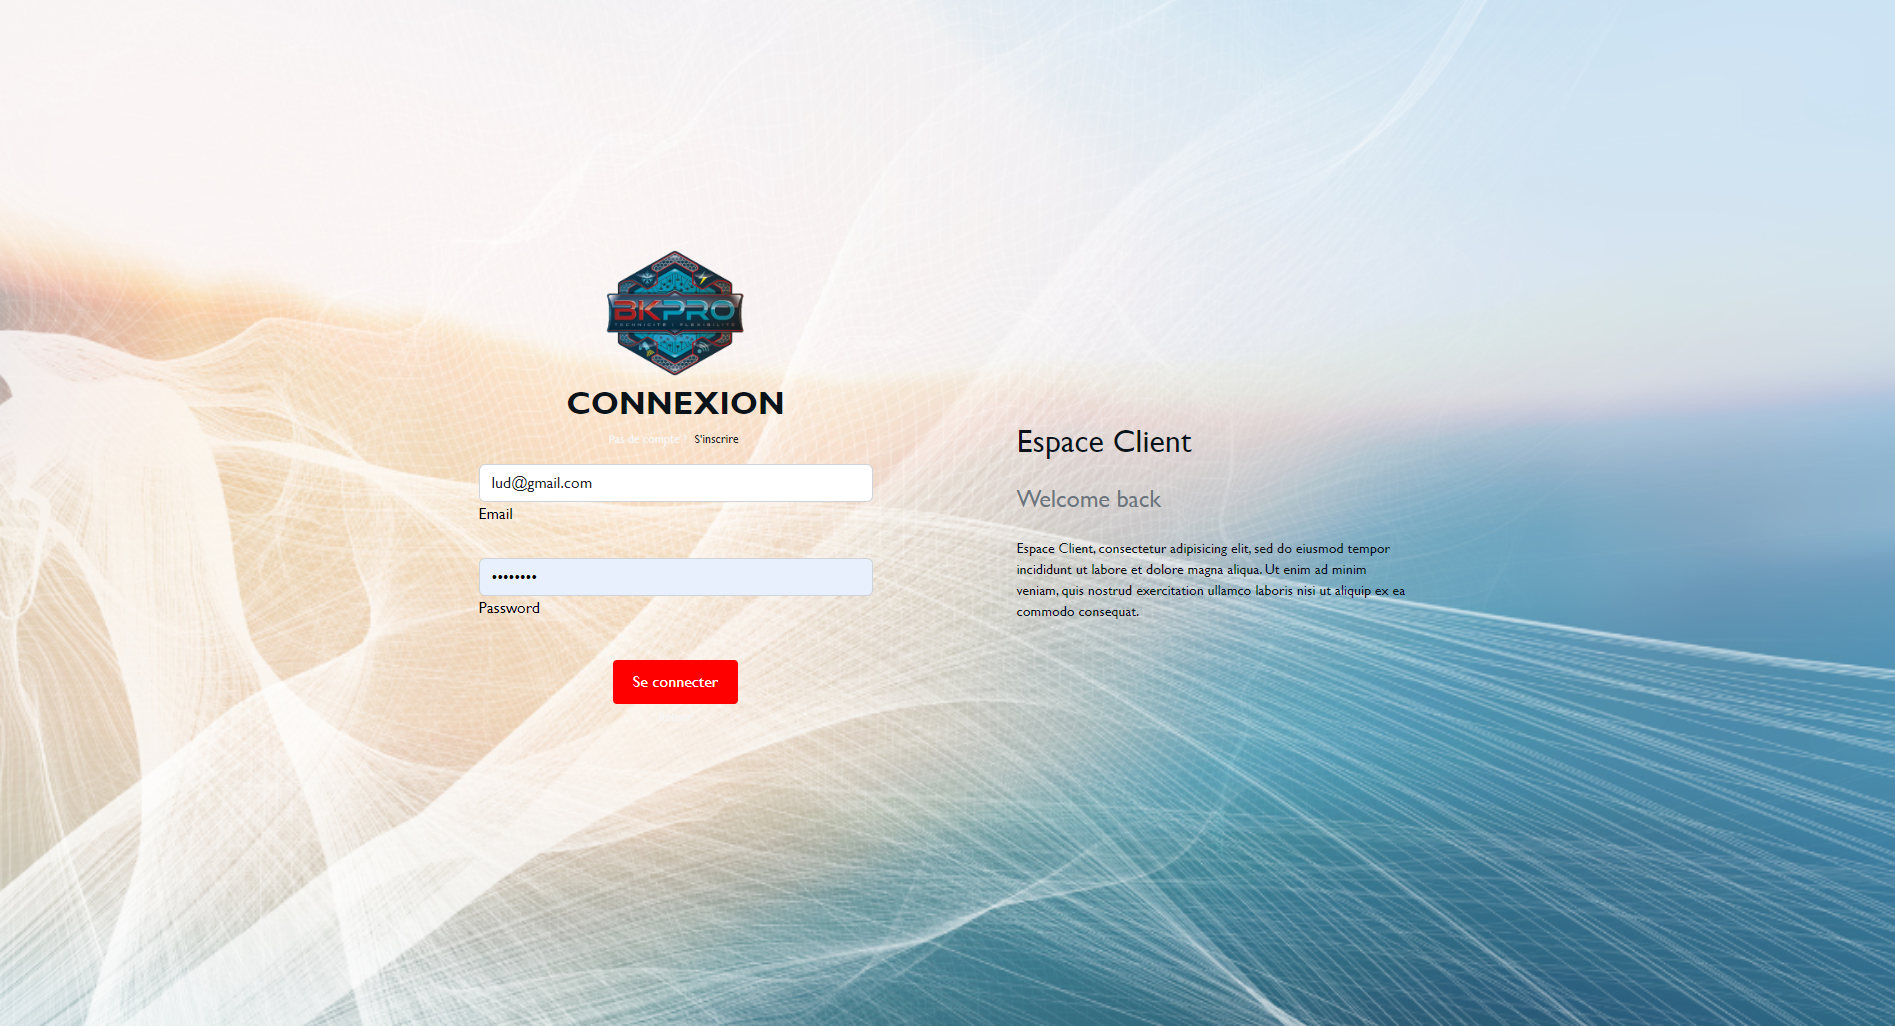 BKPRO
TECHNICITÉ | FLEXIBILITÉ
CONNEXION
Pas de compte ? S'inscrire
lud@gmail.com
Email
••••••••
Password
Se connecter
Espace Client
Welcome back
Espace Client, consectetur adipisicing elit, sed do eiusmod tempor
incididunt ut labore et dolore magna aliqua. Ut enim ad minim
veniam, quis nostrud exercitation ullamco laboris nisi ut aliquip ex ea
commodo consequat.